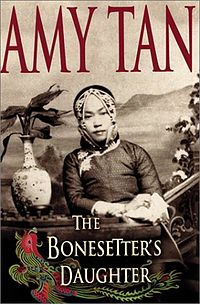 AMY TAN
THE
BONESETTER'S
DAUGHTER